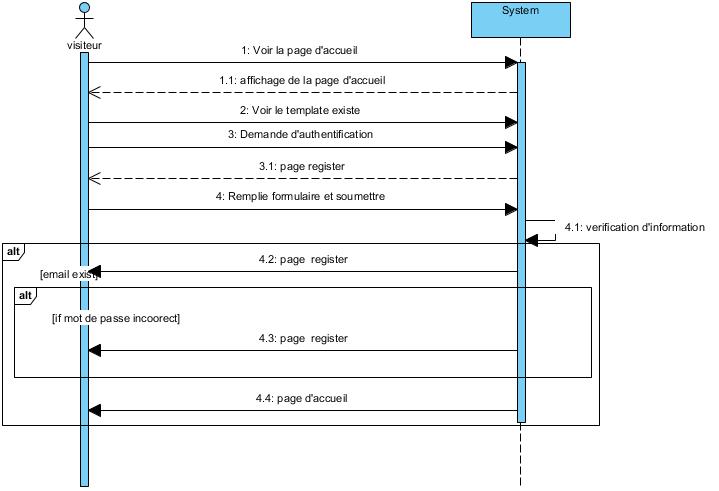 System
visiteur
1: Voir la page d'accueil
1.1: affichage de la page d'accueil
2: Voir le template existe
3: Demande d'authentification
3.1: page register
4: Remplie formulaire et soumettre
4.1: verification d'information
alt
4.2: page register
[email exist]
alt
[if mot de passe incoorect]
4.3: page register
4.4: page d'accueil